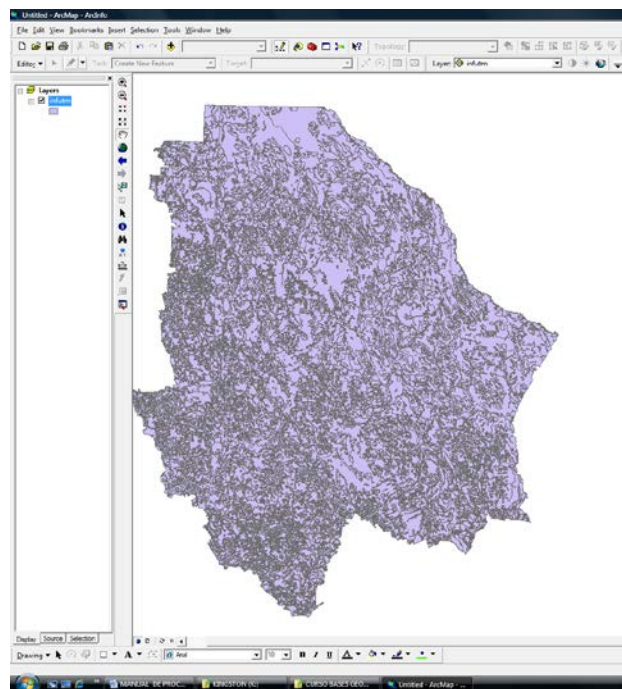 Untitled - ArcMap - ArcInfo
File Edit View Bookmarks Insert Selection Tools Window Help
Topology:
Editor Task: Create New Feature Target: Layer: infutm
Layers
infutm
Display Source Selection
Drawing A Arial 10 B I U A
MANUAL DE PROC... KINGSTON (G:) CURSO BASES GEO... Untitled - ArcMap - ...